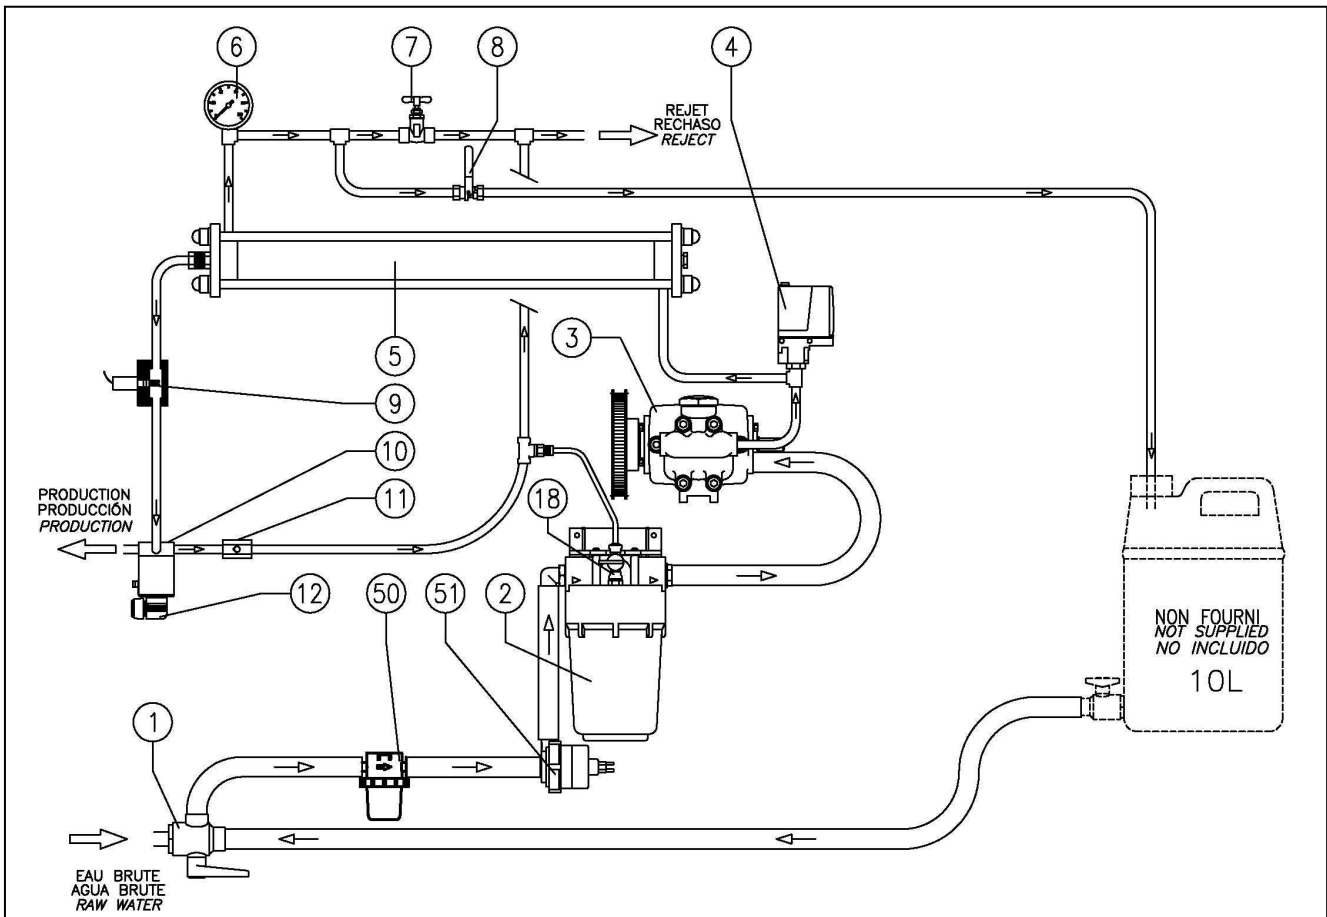 6
7
8
4
REJET
RECHASO
REJECT
5
3
9
10
PRODUCTION
PRODUCCIÓN
PRODUCTION
11
18
12
50
51
2
NON FOURNI
NOT SUPPLIED
NO INCLUIDO
10L
1
EAU BRUTE
AGUA BRUTE
RAW WATER